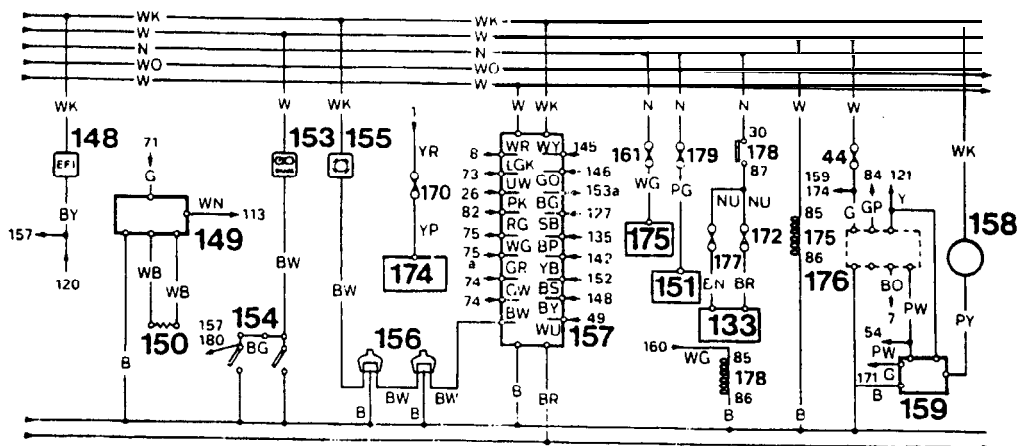 WK
W
N
WO
W
WK W WK N N N W W
1
30
148 153 155 161 179 178 44
EFI
71
G
YR
87
159
174
84 121
WK
8 WR WY 145
73 LGK GO 146
26 UW BG 153a
82 PK SB 127
75 RG BP 135
75 a WG YB 142
74 GR BS 152
74 GW BY 148
BW WU 49
157
170
WG PG
NU NU
G GP Y
158
BY
WN 113
149
157
120
YP
174
175
151
177 172
BN BR
133
85
175
86
176
BO
7
PW
PY
WB
WB
BW BW
150
157
180
154
BG
156
BW BW
B B
B
B BR
160 WG 85
178
86
B B
54
PW
G
171
B
159